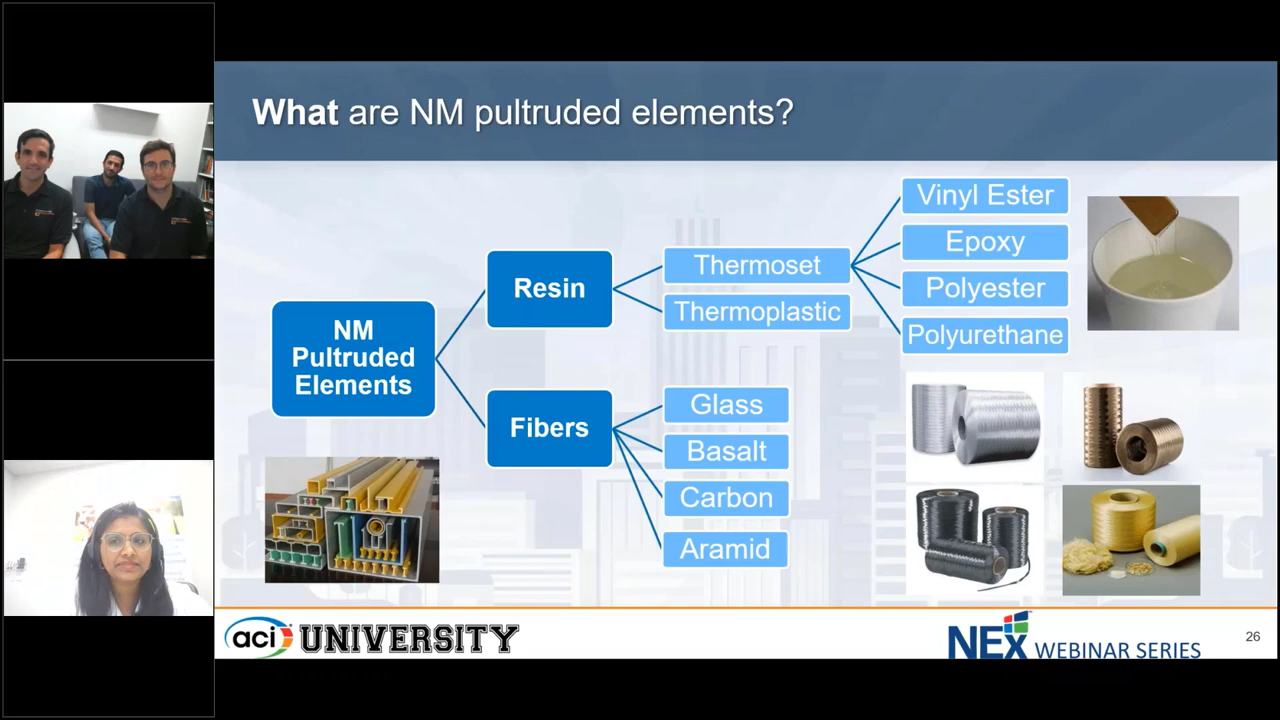 What are NM pultruded elements?
NM
Pultruded
Elements
Resin
Fibers
Thermoset
Thermoplastic
Vinyl Ester
Epoxy
Polyester
Polyurethane
Glass
Basalt
Carbon
Aramid
aci UNIVERSITY
NEx WEBINAR SERIES
26